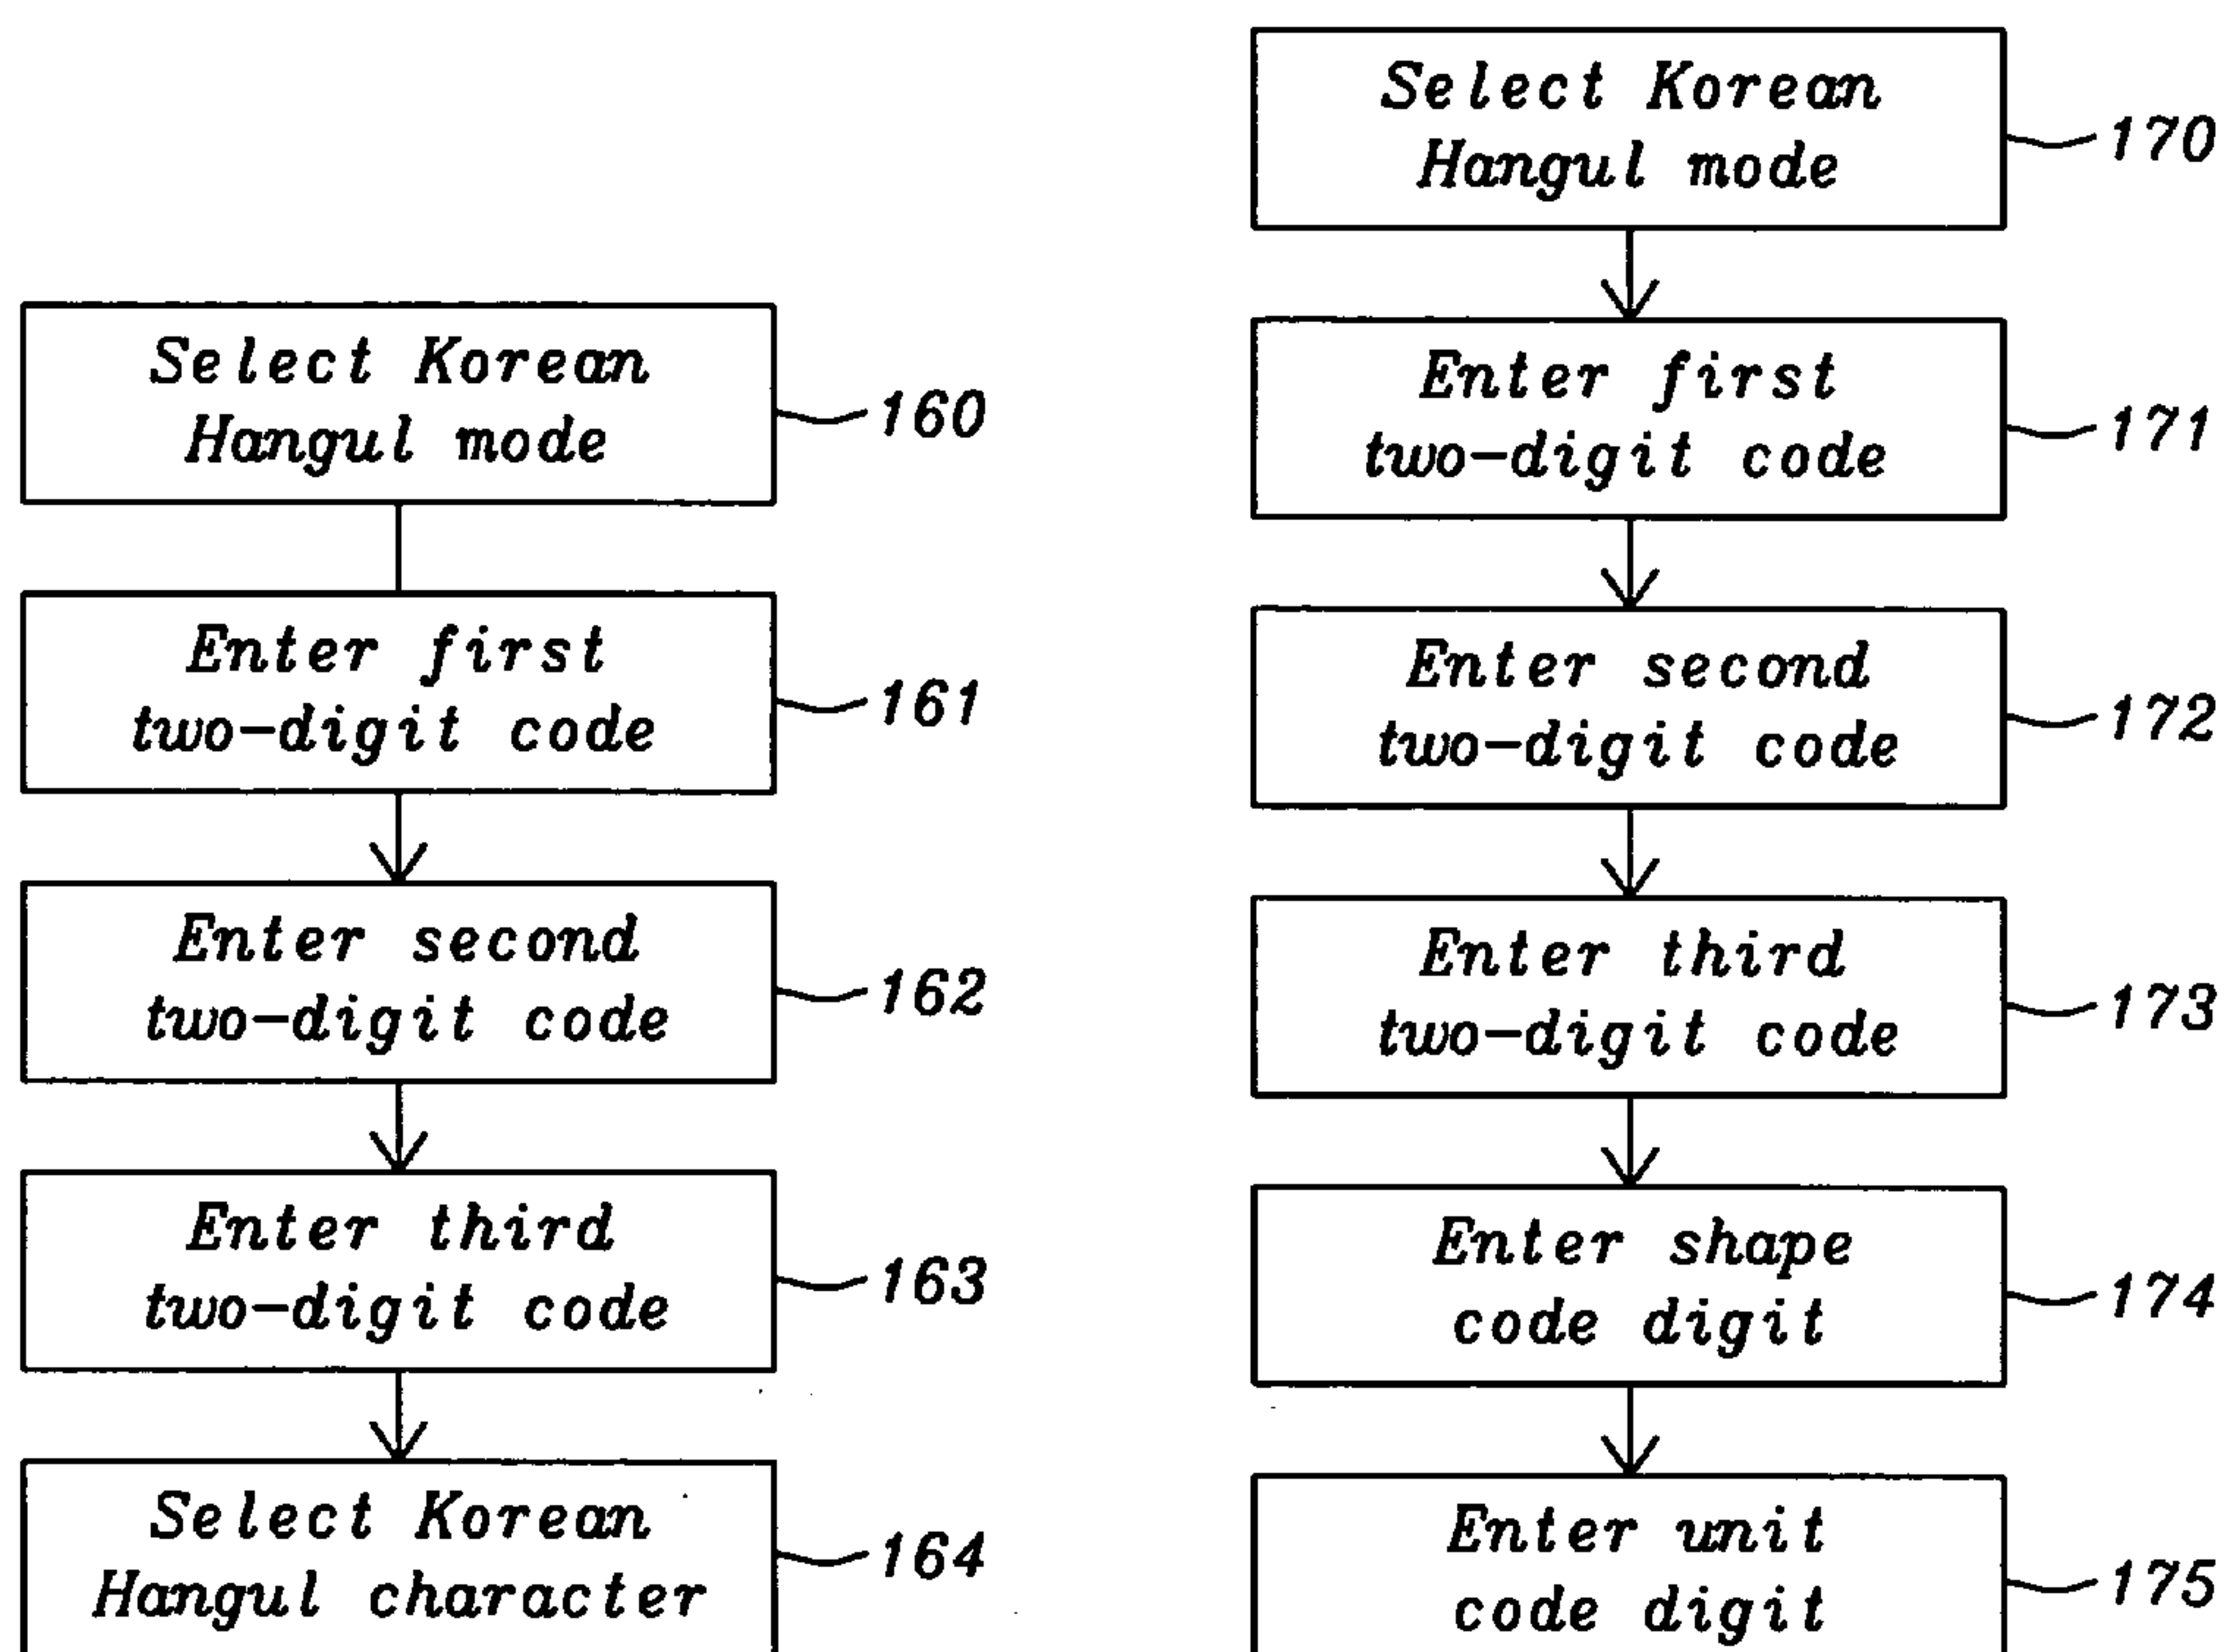 Select Korean
Hangul mode
160
Enter first
two-digit code
161
Enter second
two-digit code
162
Enter third
two-digit code
163
Select Korean
Hangul character
164
Select Korean
Hangul mode
170
Enter first
two-digit code
171
Enter second
two-digit code
172
Enter third
two-digit code
173
Enter shape
code digit
174
Enter unit
code digit
175